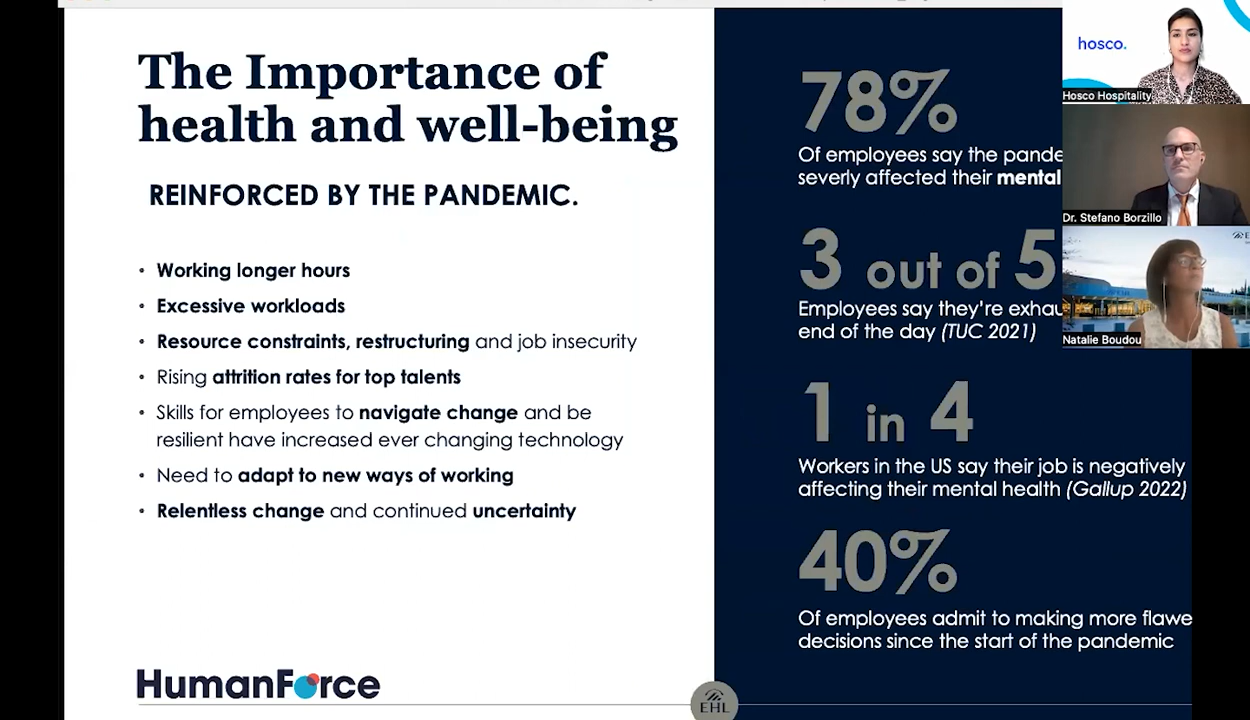 The Importance of
health and well-being
REINFORCED BY THE PANDEMIC.
• Working longer hours
• Excessive workloads
• Resource constraints, restructuring and job insecurity
• Rising attrition rates for top talents
• Skills for employees to navigate change and be
resilient have increased ever changing technology
• Need to adapt to new ways of working
• Relentless change and continued uncertainty
HumanForce
EHL
78%
Of employees say the pande
severly affected their mental
3 out of 5
Employees say they're exhau
end of the day (TUC 2021)
1 in 4
Workers in the US say their job is negatively
affecting their mental health (Gallup 2022)
40%
Of employees admit to making more flawe
decisions since the start of the pandemic
hosco.
Hosco Hospitality
Dr. Stefano Borzillo
Natalie Boudou